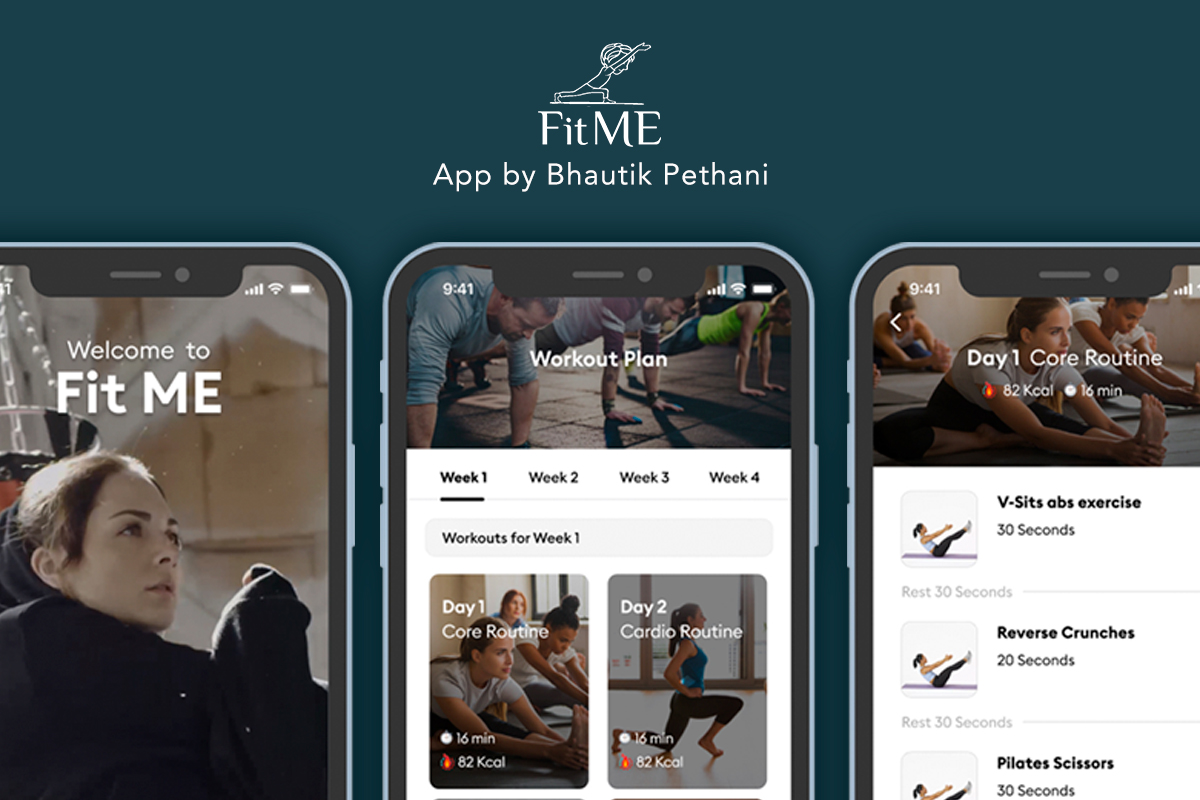 FitME
App by Bhautik Pethani
41
Welcome to
Fit ME
9:41
Workout Plan
Week 1 Week 2 Week 3 Week 4
Workouts for Week 1
Day 1
Core Routine
16 min
82 Kcal
Day 2
Cardio Routine
16 min
82 Kcal
9:41
Day 1 Core Routine
82 Kcal 16 min
V-Sits abs exercise
30 Seconds
Rest 30 Seconds
Reverse Crunches
20 Seconds
Rest 30 Seconds
Pilates Scissors
30 Seconds